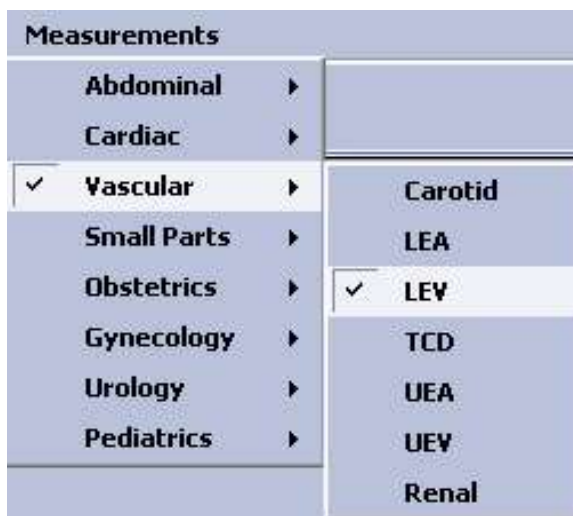 Measurements
Abdominal
Cardiac
Vascular
Small Parts
Obstetrics
Gynecology
Urology
Pediatrics
Carotid
LEA
LEV
TCD
UEA
UEV
Renal